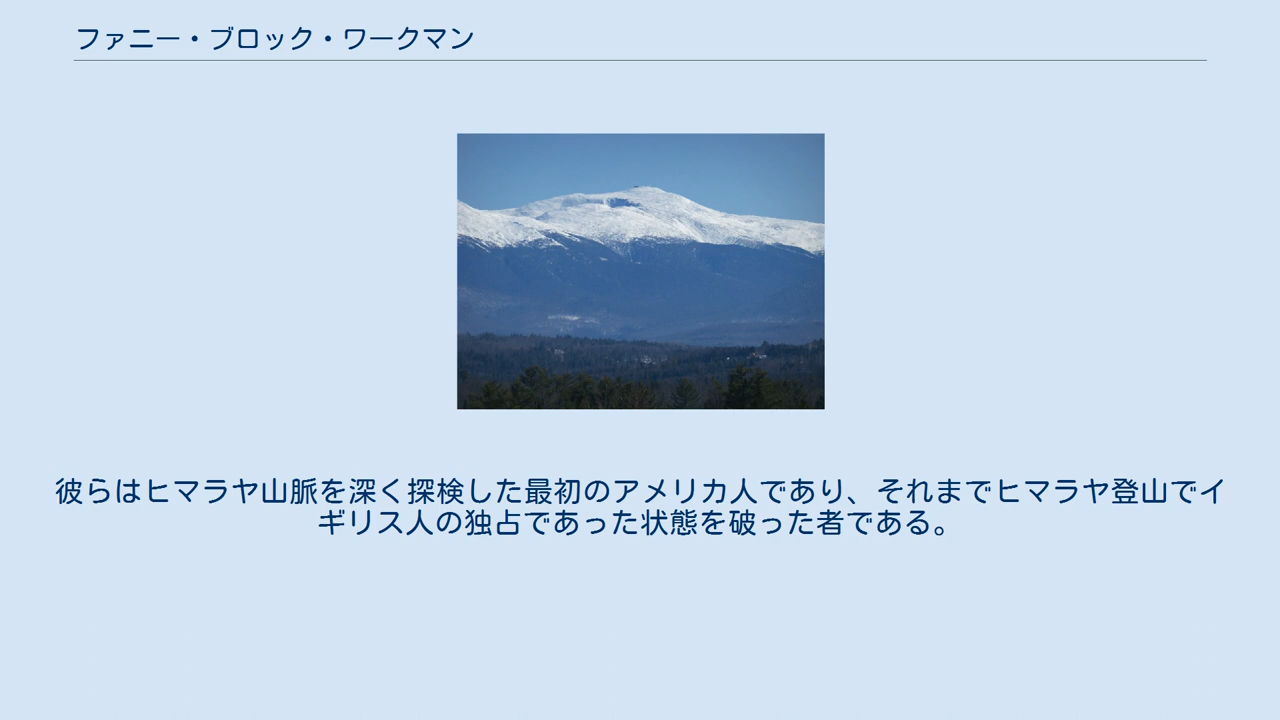 ファニー・ブロック・ワークマン
彼らはヒマラヤ山脈を深く探検した最初のアメリカ人であり、それまでヒマラヤ登山でイ
ギリス人の独占であった状態を破った者である。